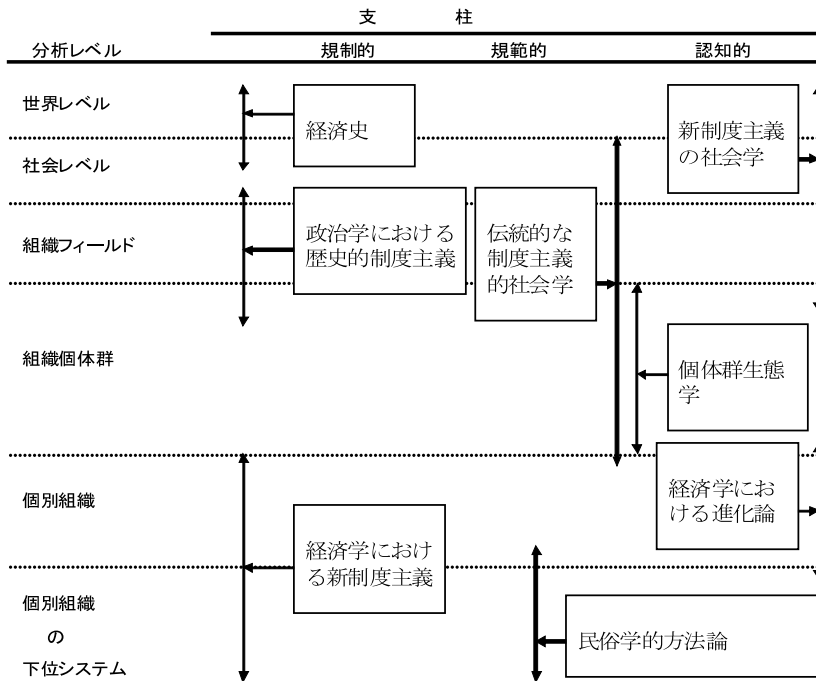 支 柱
分析レベル 規制的 規範的 認知的
世界レベル
経済史
新制度主義
の社会学
社会レベル
組織フィールド
政治学における
歴史的制度主義
伝統的な
制度主義
的社会学
組織個体群
個体群生態
学
個別組織
経済学にお
ける進化論
経済学におけ
る新制度主義
個別組織
の
下位システム
民俗学的方法論